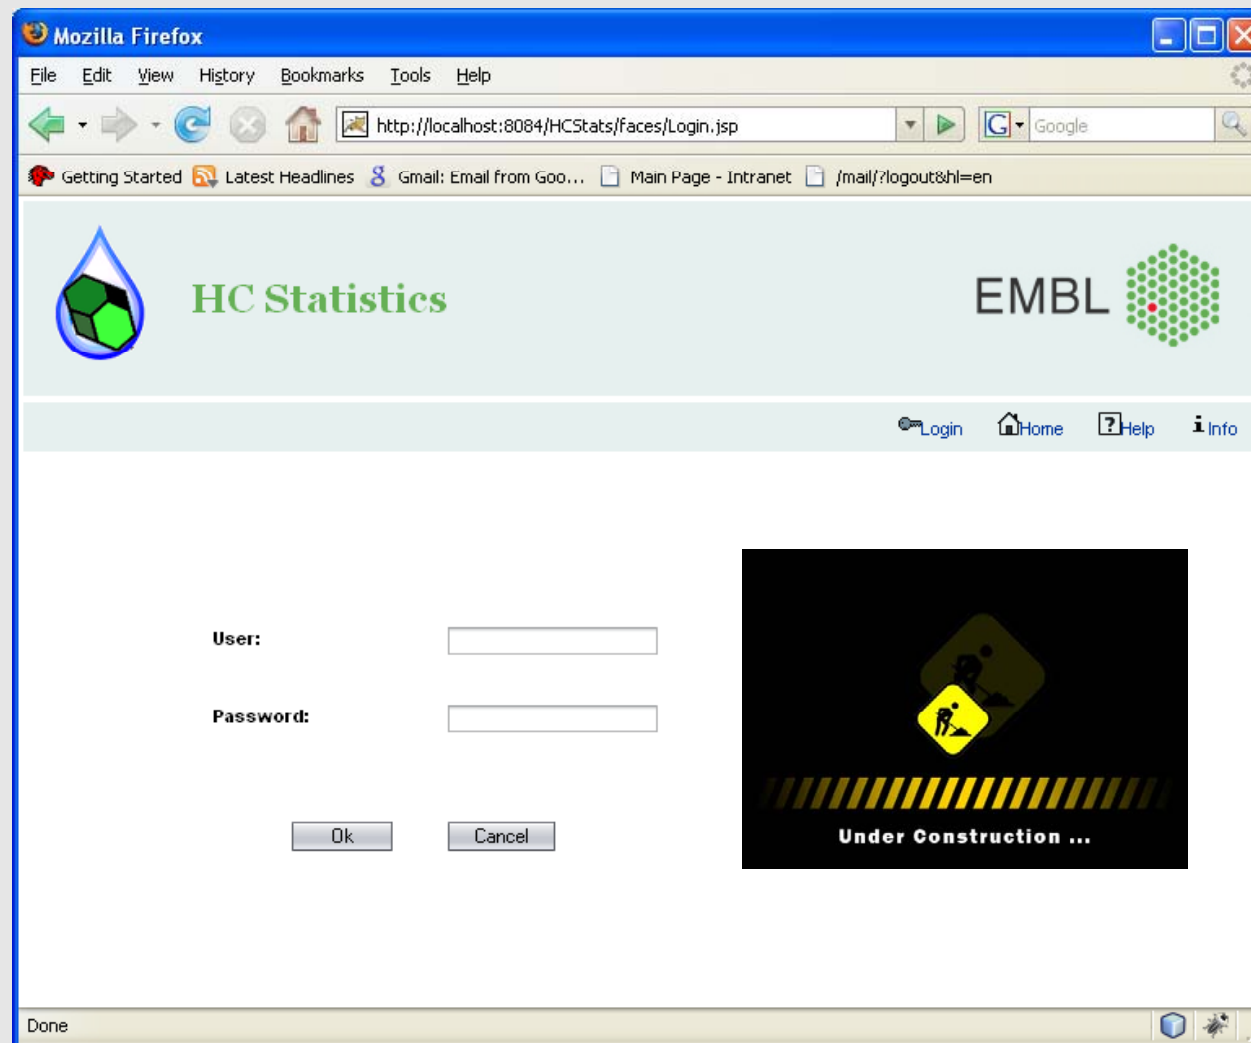 Mozilla Firefox
File Edit View History Bookmarks Tools Help
http://localhost:8084/HCStats/faces/Login.jsp G Google
Getting Started Latest Headlines Gmail: Email from Goo... Main Page - Intranet /mail/?logout&hl=en
HC Statistics EMBL
Login Home ? Help i Info
User:
Password:
Ok Cancel
Under Construction ...
Done